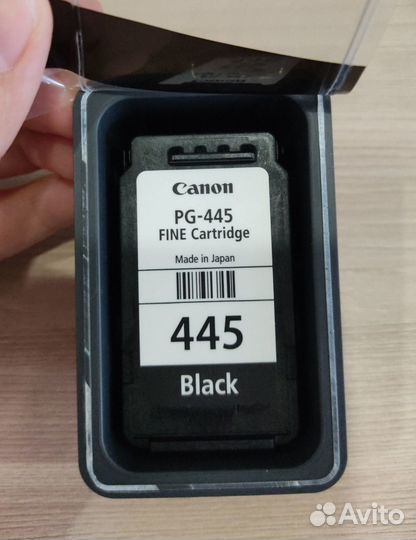 Canon
PG-445
FINE Cartridge
Made in Japan
445
Black
Avito